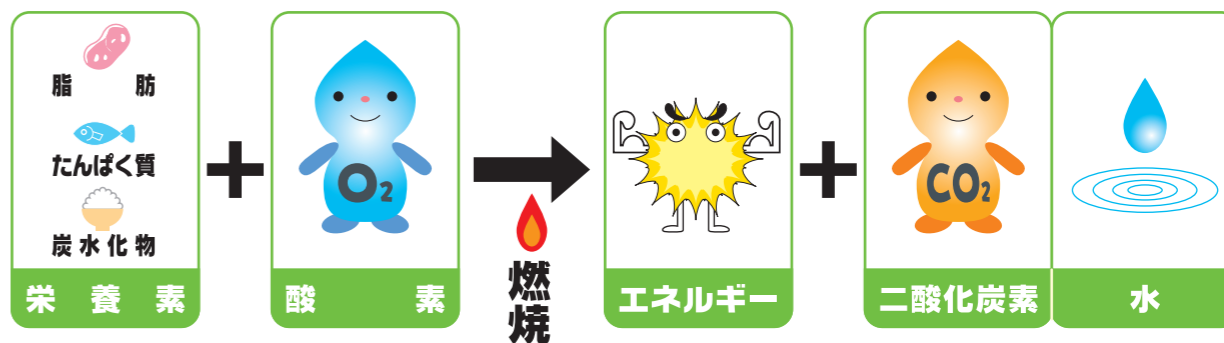 脂肪
たんぱく質
炭水化物
栄養素
+
O₂
酸素
燃焼
エネルギー
+
CO₂
二酸化炭素
水